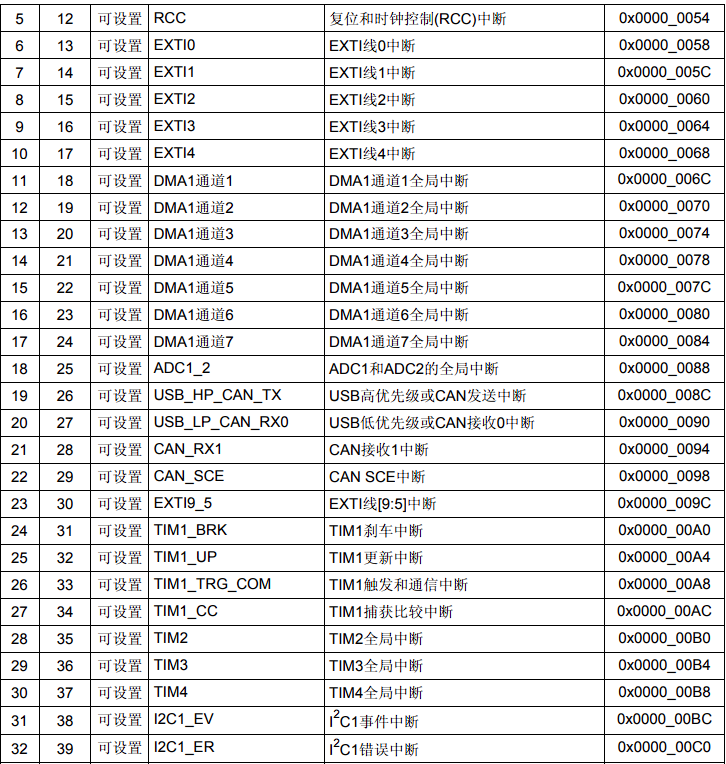 5 12 可设置 RCC 复位和时钟控制(RCC)中断 0x0000_0054
6 13 可设置 EXTI0 EXTI线0中断 0x0000_0058
7 14 可设置 EXTI1 EXTI线1中断 0x0000_005C
8 15 可设置 EXTI2 EXTI线2中断 0x0000_0060
9 16 可设置 EXTI3 EXTI线3中断 0x0000_0064
10 17 可设置 EXTI4 EXTI线4中断 0x0000_0068
11 18 可设置 DMA1通道1 DMA1通道1全局中断 0x0000_006C
12 19 可设置 DMA1通道2 DMA1通道2全局中断 0x0000_0070
13 20 可设置 DMA1通道3 DMA1通道3全局中断 0x0000_0074
14 21 可设置 DMA1通道4 DMA1通道4全局中断 0x0000_0078
15 22 可设置 DMA1通道5 DMA1通道5全局中断 0x0000_007C
16 23 可设置 DMA1通道6 DMA1通道6全局中断 0x0000_0080
17 24 可设置 DMA1通道7 DMA1通道7全局中断 0x0000_0084
18 25 可设置 ADC1_2 ADC1和ADC2的全局中断 0x0000_0088
19 26 可设置 USB_HP_CAN_TX USB高优先级或CAN发送中断 0x0000_008C
20 27 可设置 USB_LP_CAN_RX0 USB低优先级或CAN接收0中断 0x0000_0090
21 28 可设置 CAN_RX1 CAN接收1中断 0x0000_0094
22 29 可设置 CAN_SCE CAN SCE中断 0x0000_0098
23 30 可设置 EXTI9_5 EXTI线[9:5]中断 0x0000_009C
24 31 可设置 TIM1_BRK TIM1刹车中断 0x0000_00A0
25 32 可设置 TIM1_UP TIM1更新中断 0x0000_00A4
26 33 可设置 TIM1_TRG_COM TIM1触发和通信中断 0x0000_00A8
27 34 可设置 TIM1_CC TIM1捕获比较中断 0x0000_00AC
28 35 可设置 TIM2 TIM2全局中断 0x0000_00B0
29 36 可设置 TIM3 TIM3全局中断 0x0000_00B4
30 37 可设置 TIM4 TIM4全局中断 0x0000_00B8
31 38 可设置 I2C1_EV I²C1事件中断 0x0000_00BC
32 39 可设置 I2C1_ER I²C1错误中断 0x0000_00C0